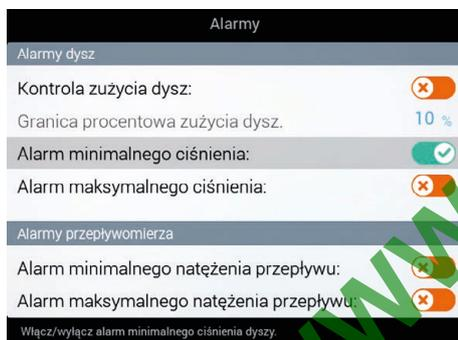 Alarmy
Alarmy dysz
Kontrola zużycia dysz:
Granica procentowa zużycia dysz. 10 %
Alarm minimalnego ciśnienia:
Alarm maksymalnego ciśnienia:
Alarmy przepływomierza
Alarm minimalnego natężenia przepływu:
Alarm maksymalnego natężenia przepływu:
Włącz/wyłącz alarm minimalnego ciśnienia dyszy.
WWW